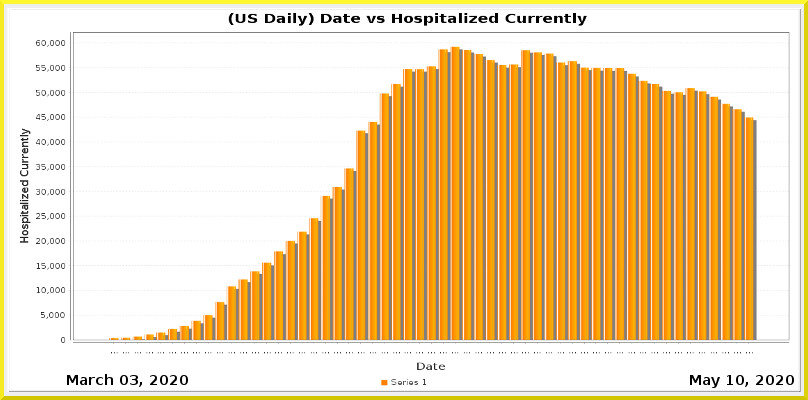 (US Daily) Date vs Hospitalized Currently
Hospitalized Currently
60,000
55,000
50,000
45,000
40,000
35,000
30,000
25,000
20,000
15,000
10,000
5,000
0
Date
March 03, 2020
Series 1
May 10, 2020